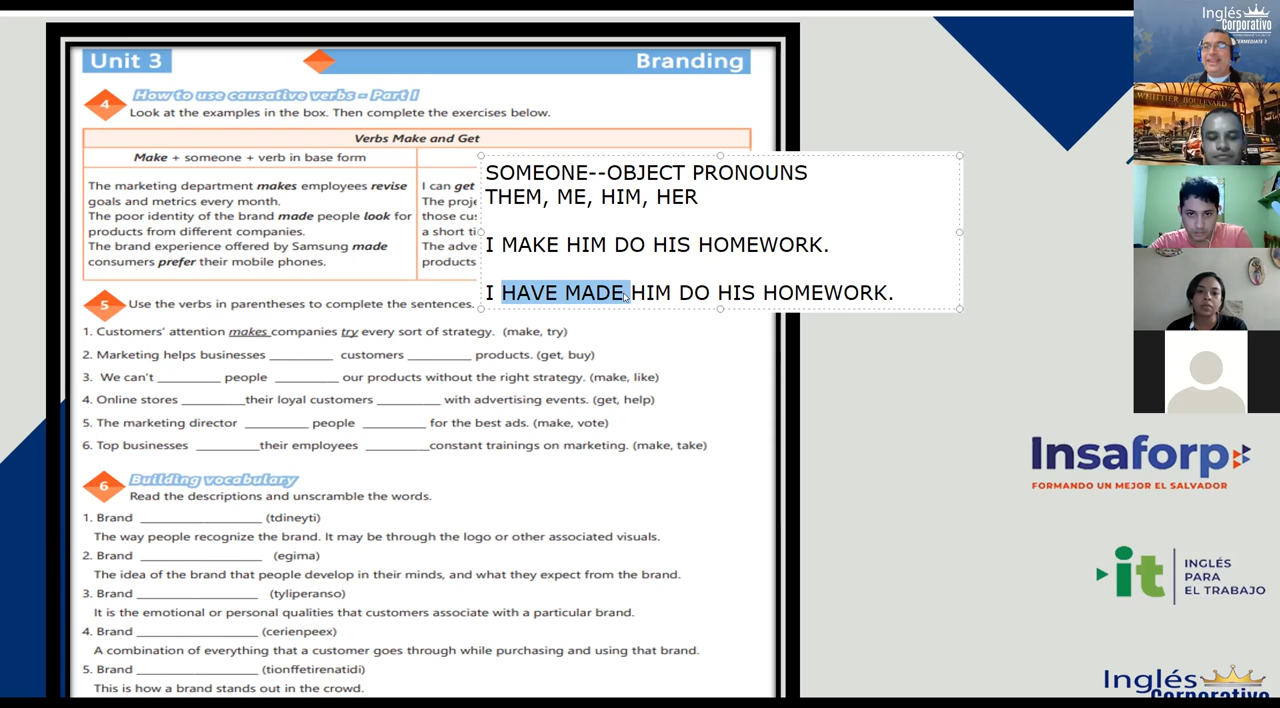 Unit 3
Branding
4
How to use causative verbs - Part I
Look at the examples in the box. Then complete the exercises below.
Verbs Make and Get
Make + someone + verb in base form
The marketing department makes employees revise
goals and metrics every month.
The poor identity of the brand made people look for
products from different companies.
The brand experience offered by Samsung made
consumers prefer their mobile phones.
I can get
The proje
those cus
a short ti
The adve
products
SOMEONE--OBJECT PRONOUNS
THEM, ME, HIM, HER
I MAKE HIM DO HIS HOMEWORK.
I HAVE MADE HIM DO HIS HOMEWORK.
5
Use the verbs in parentheses to complete the sentences.
1. Customers' attention makes companies try every sort of strategy. (make, try)
2. Marketing helps businesses __________ customers __________ products. (get, buy)
3. We can't __________ people __________ our products without the right strategy. (make, like)
4. Online stores __________their loyal customers __________ with advertising events. (get, help)
5. The marketing director __________ people __________ for the best ads. (make, vote)
6. Top businesses __________their employees __________constant trainings on marketing. (make, take)
6
Building vocabulary
Read the descriptions and unscramble the words.
1. Brand ____________________ (tdineyti)
The way people recognize the brand. It may be through the logo or other associated visuals.
2. Brand ____________________ (egima)
The idea of the brand that people develop in their minds, and what they expect from the brand.
3. Brand ____________________ (tyliperanso)
It is the emotional or personal qualities that customers associate with a particular brand.
4. Brand ____________________ (cerienpeex)
A combination of everything that a customer goes through while purchasing and using that brand.
5. Brand ____________________ (tionffetirenatidi)
This is how a brand stands out in the crowd.
Inglés
Corporativo
WHITTIER BOULEVARD
Insaforp
FORMANDO UN MEJOR EL SALVADOR
it
INGLÉS
PARA
EL TRABAJO
Inglés
Corporativo